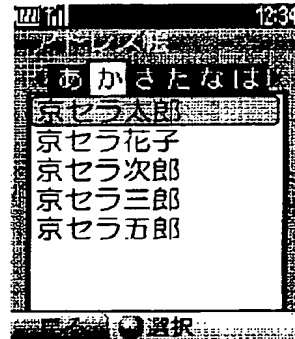 12:34
アドレス帳
あ か さ た な は
京セラ太郎
京セラ花子
京セラ次郎
京セラ三郎
京セラ五郎
戻る 選択